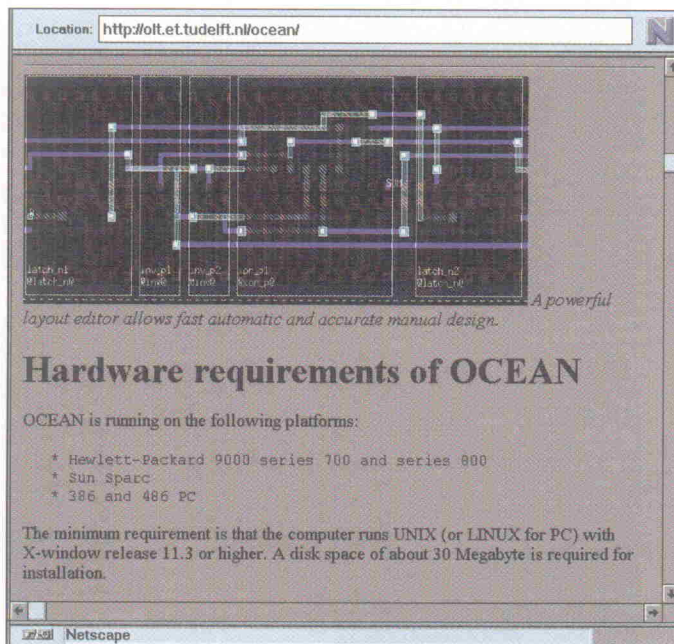 Location: http://olt.et.tudelft.nl/ocean/
N
latch_n1 inv_p1 inv_p2 xor_p1 latch_n2
A powerful
layout editor allows fast automatic and accurate manual design.
Hardware requirements of OCEAN
OCEAN is running on the following platforms:
* Hewlett-Packard 9000 series 700 and series 800
* Sun Sparc
* 386 and 486 PC
The minimum requirement is that the computer runs UNIX (or LINUX for PC) with
X-window release 11.3 or higher. A disk space of about 30 Megabyte is required for
installation.
Netscape